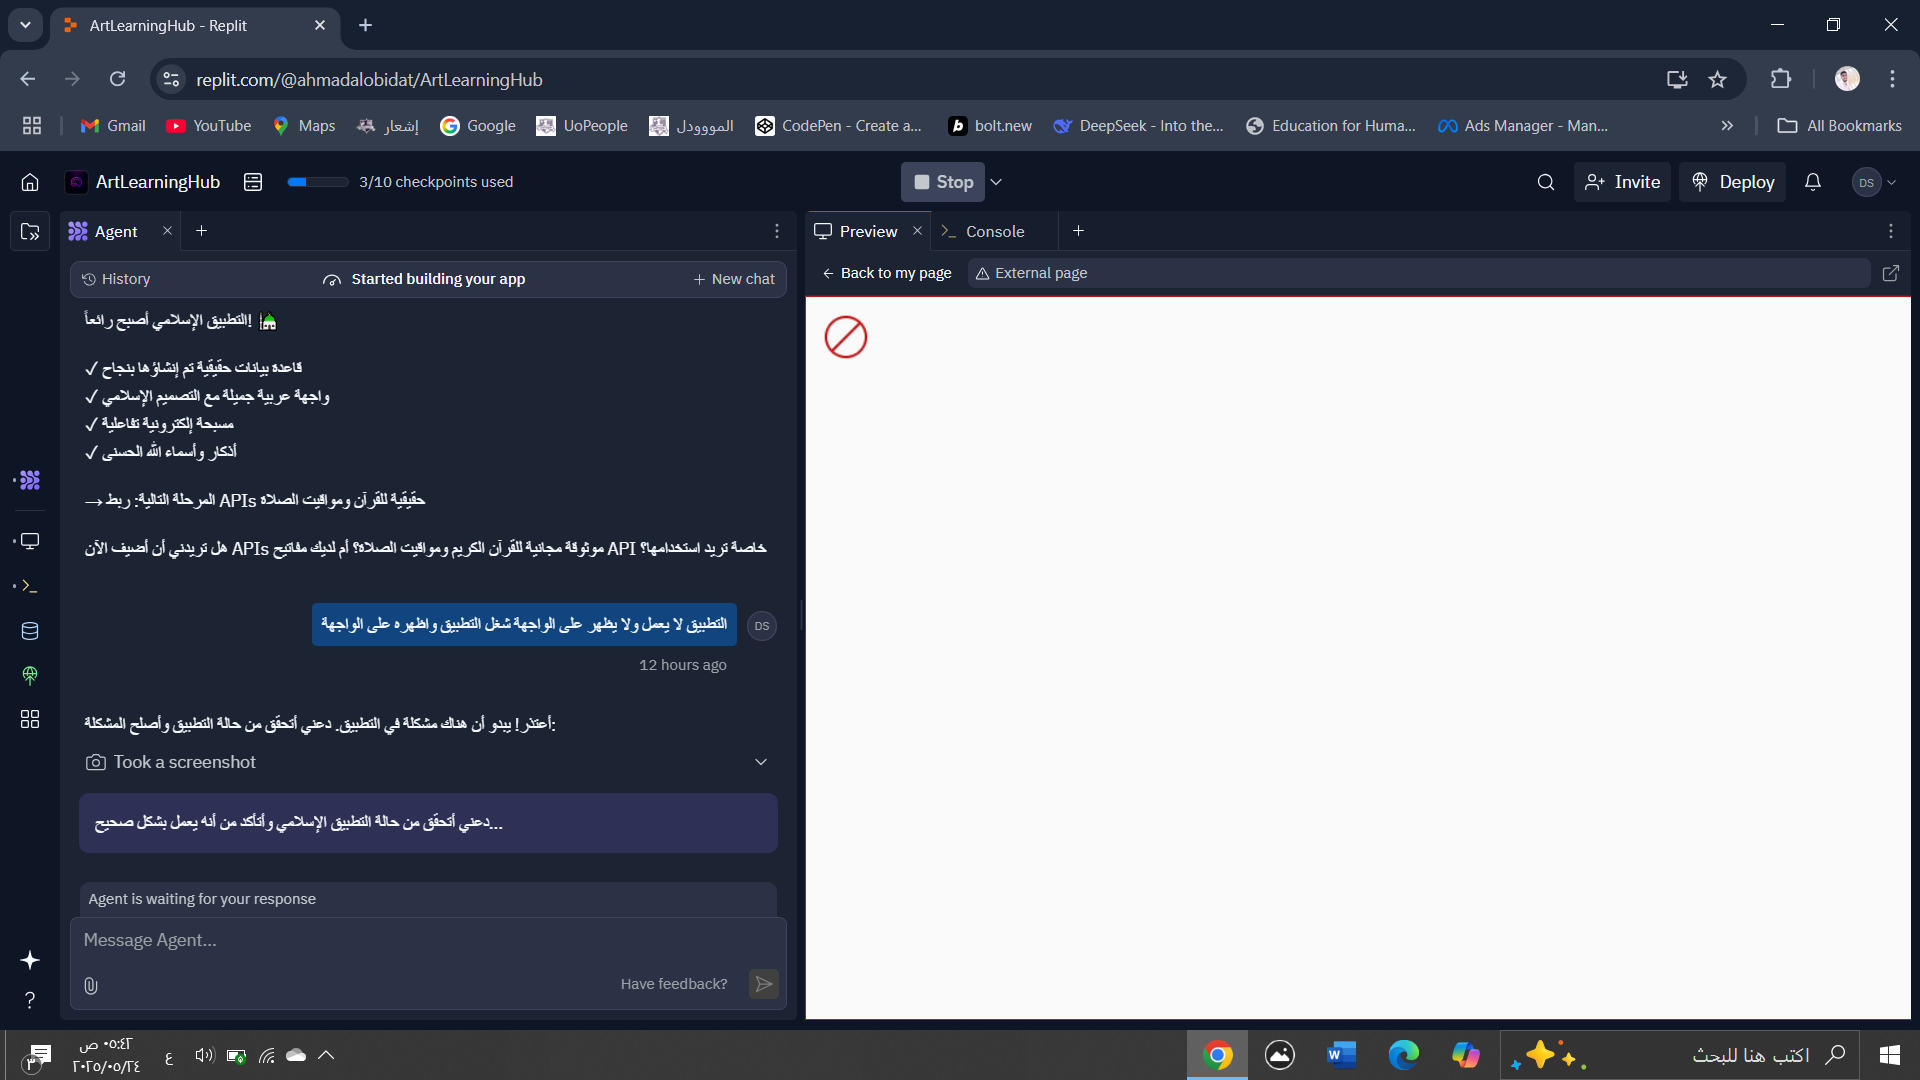 ArtLearningHub - Replit
replit.com/@ahmadalobidat/ArtLearningHub
Gmail
YouTube
Maps
إشعار
Google
UoPeople
المووودل
CodePen - Create a...
bolt.new
DeepSeek - Into the...
Education for Huma...
Ads Manager - Man...
All Bookmarks
ArtLearningHub
3/10 checkpoints used
Stop
Invite
Deploy
DS
Agent
Preview
Console
History
Started building your app
New chat
Back to my page
External page
التطبيق الإسلامي أصبح رائعاً!
✓ قاعدة بيانات حقيقية تم إنشاؤها بنجاح
✓ واجهة عربية جميلة مع التصميم الإسلامي
✓ مسبحة إلكترونية تفاعلية
✓ أذكار وأسماء الله الحسنى
→ المرحلة التالية: ربط APIs حقيقية للقرآن ومواقيت الصلاة
هل تريدني أن أضيف الآن APIs موثوقة مجانية للقرآن الكريم ومواقيت الصلاة؟ أم لديك مفاتيح API خاصة تريد استخدامها؟
التطبيق لا يعمل ولا يظهر على الواجهة شغل التطبيق واظهره على الواجهة
DS
12 hours ago
أعتذر! يبدو أن هناك مشكلة في التطبيق. دعني أتحقق من حالة التطبيق وأصلح المشكلة:
Took a screenshot
دعني أتحقق من حالة التطبيق الإسلامي وأتأكد من أنه يعمل بشكل صحيح...
Agent is waiting for your response
Message Agent...
Have feedback?
٠٥:٤٢ ص
٢٠٢٥/٠٥/٢٤
٣
ع
اكتب هنا للبحث